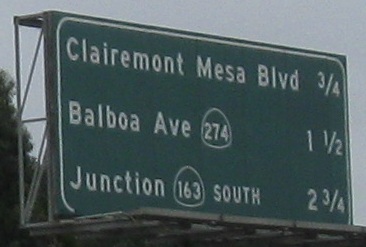 Clairemont Mesa Blvd 3/4
Balboa Ave 274 1 1/2
Junction 163 SOUTH 2 3/4